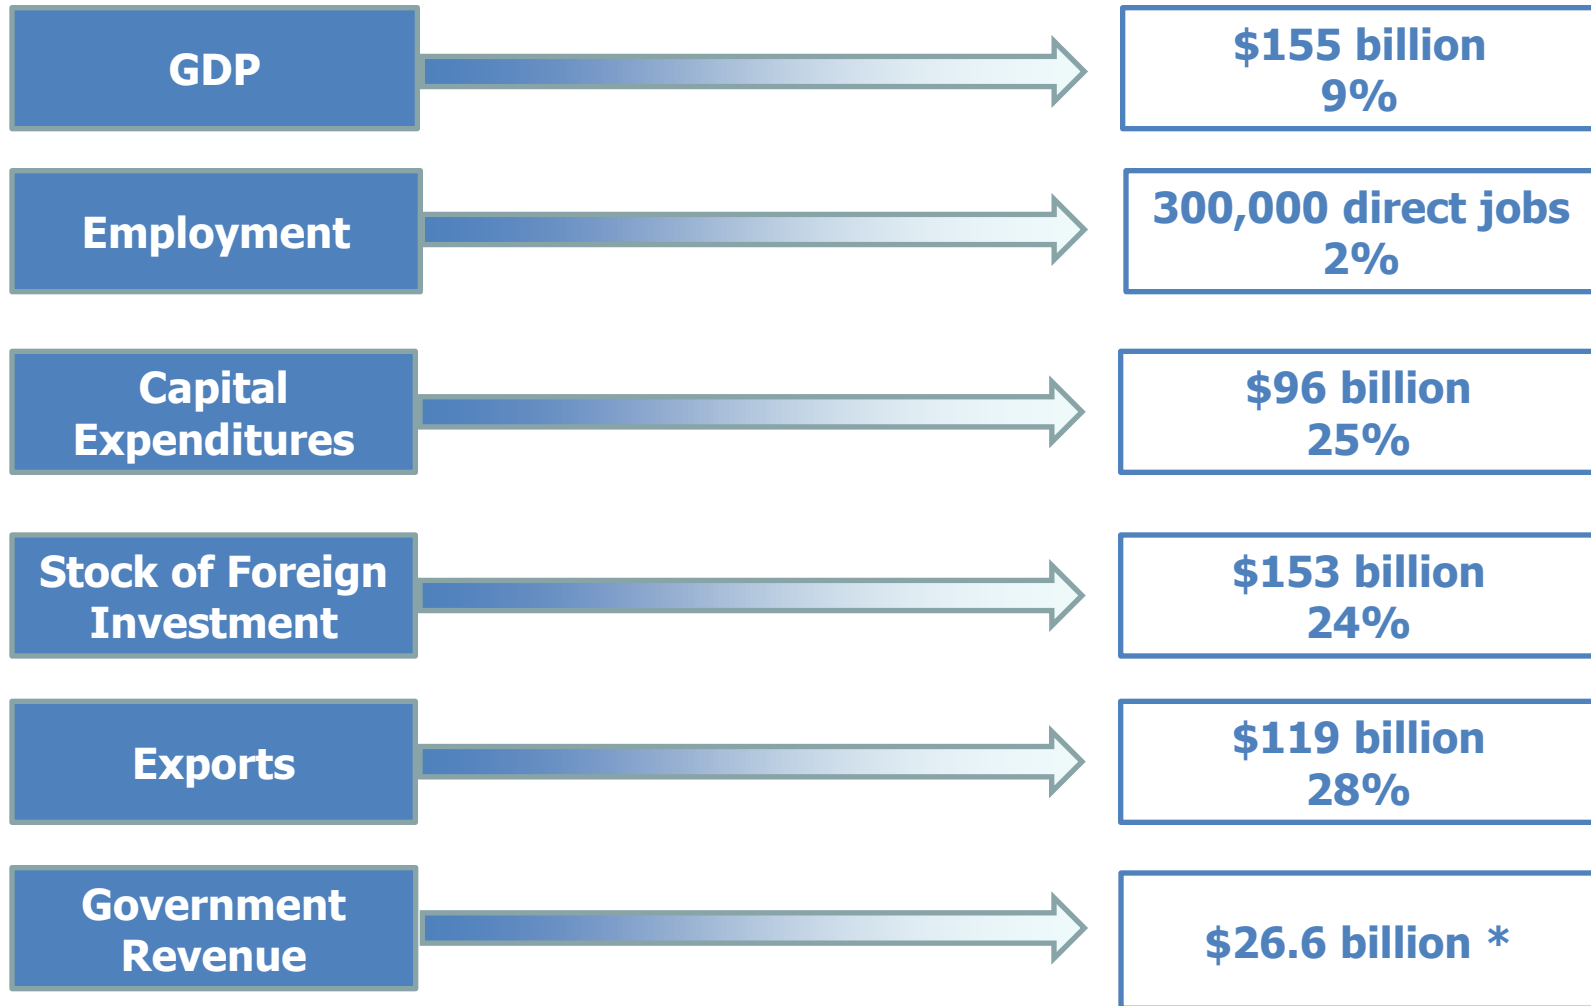 GDP
$155 billion
9%
Employment
300,000 direct jobs
2%
Capital
Expenditures
$96 billion
25%
Stock of Foreign
Investment
$153 billion
24%
Exports
$119 billion
28%
Government
Revenue
$26.6 billion *